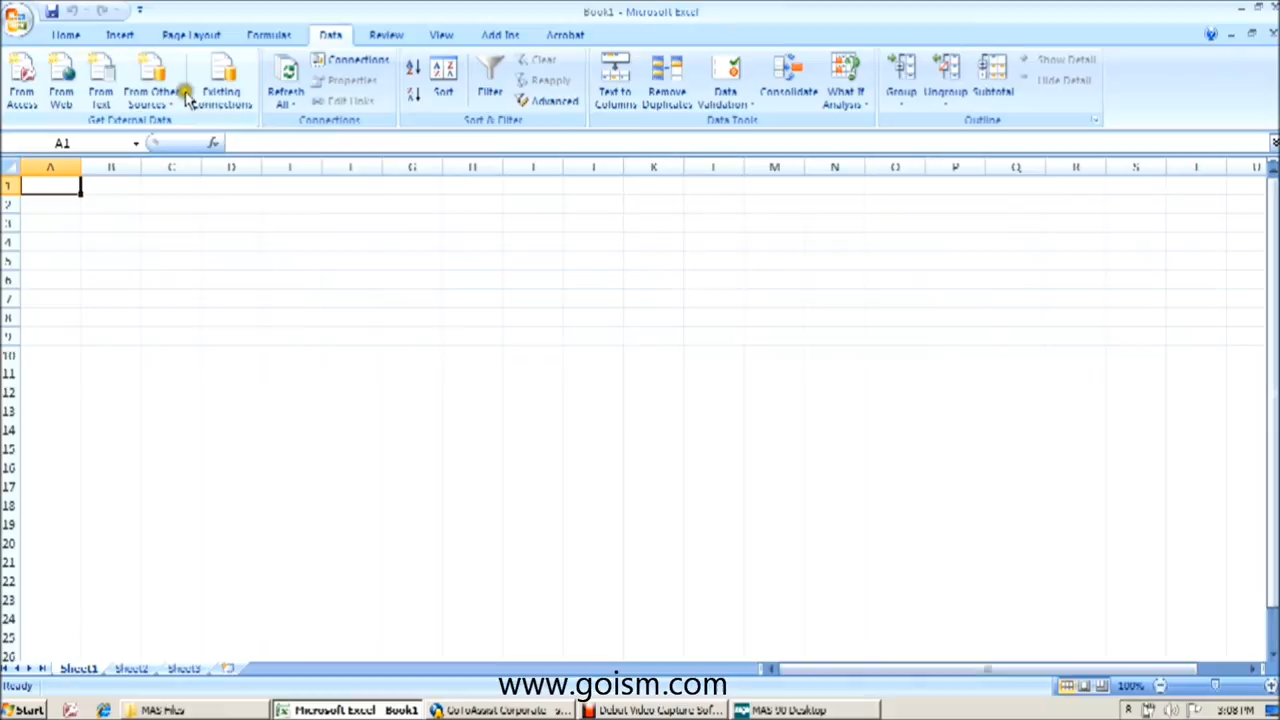 Book1 - Microsoft Excel
Home Insert Page Layout Formulas Data Review View Add Ins Acrobat
From Access From Web From Text From Other Sources Existing Connections Refresh All Connections Properties Edit Links Sort Filter Clear Reapply Advanced Text to Columns Remove Duplicates Data Validation Consolidate What If Analysis Group Ungroup Subtotal Show Detail Hide Detail
Get External Data Connections Sort & Filter Data Tools Outline
A1 fx
A B C D E F G H I J K L M N O P Q R S T U
1
2
3
4
5
6
7
8
9
10
11
12
13
14
15
16
17
18
19
20
21
22
23
24
25
26
Sheet1 Sheet2 Sheet3
Ready www.goism.com 100%
Start MAS Files Microsoft Excel Book1 GoToAssist Corporate s... Debut Video Capture Sof... MAS 90 Desktop 3:08 PM